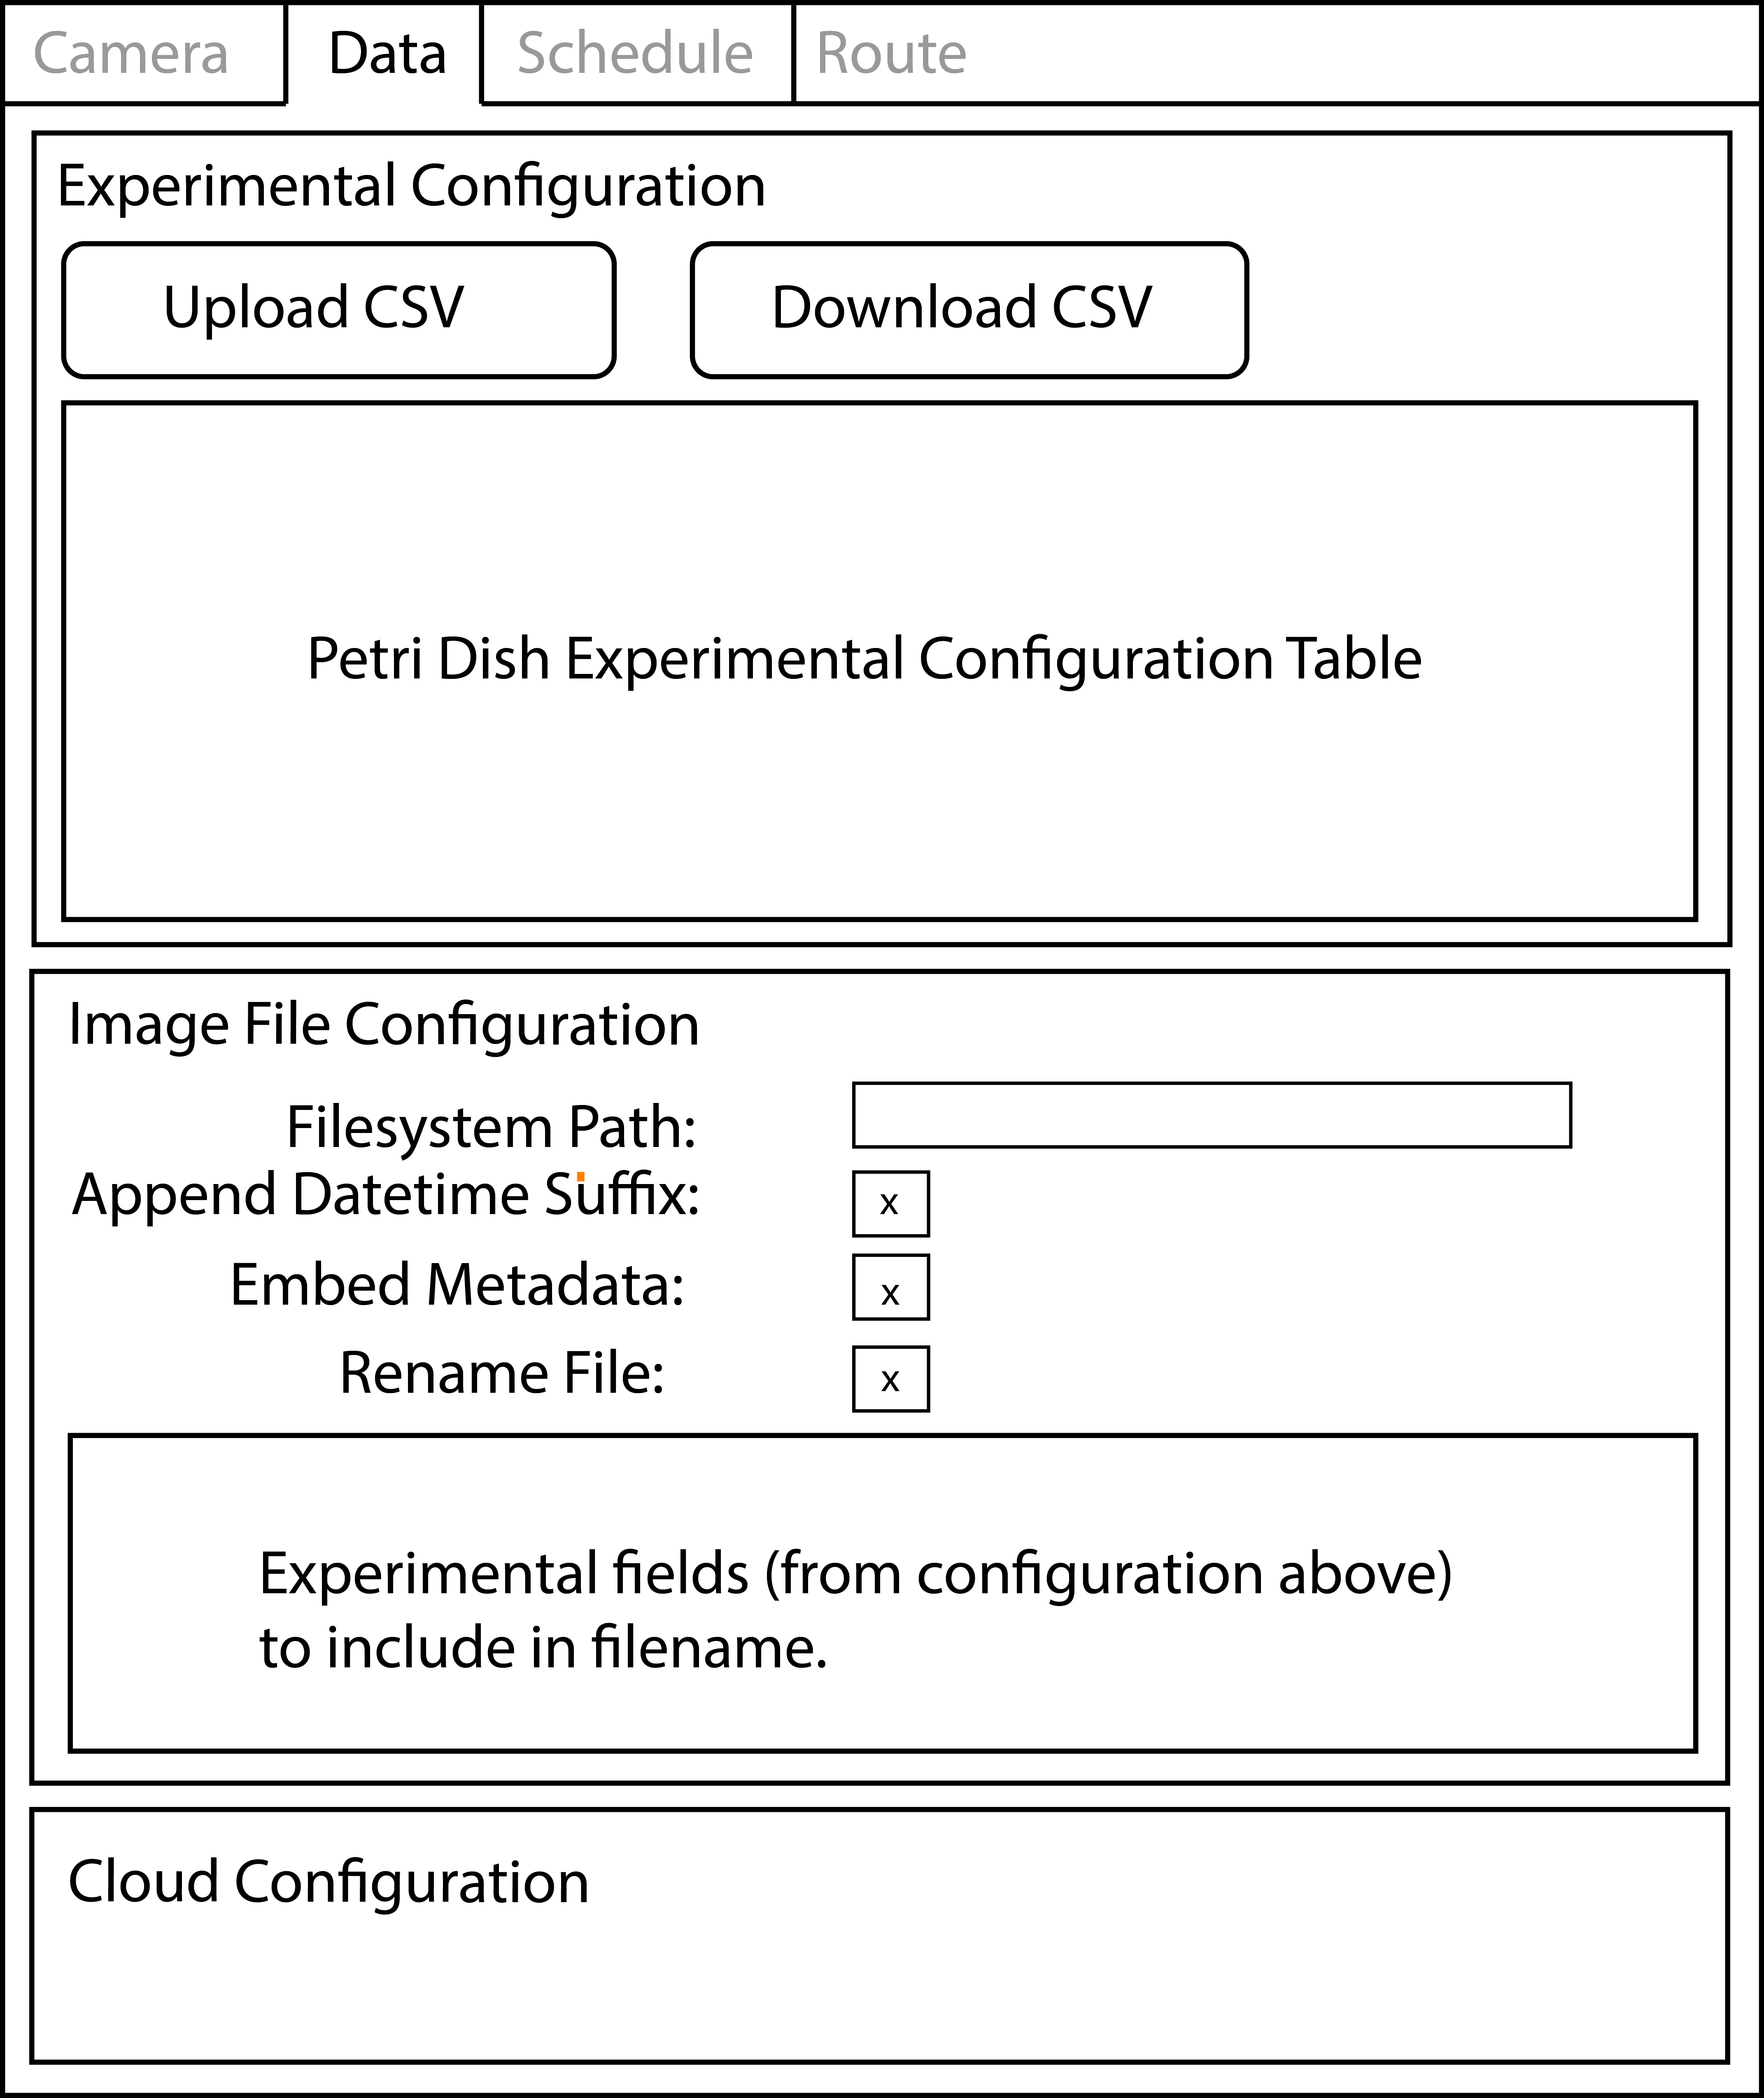 Camera Data Schedule Route
Experimental Configuration
Upload CSV Download CSV
Petri Dish Experimental Configuration Table
Image File Configuration
Filesystem Path:
Append Datetime Suffix: x
Embed Metadata: x
Rename File: x
Experimental fields (from configuration above)
to include in filename.
Cloud Configuration